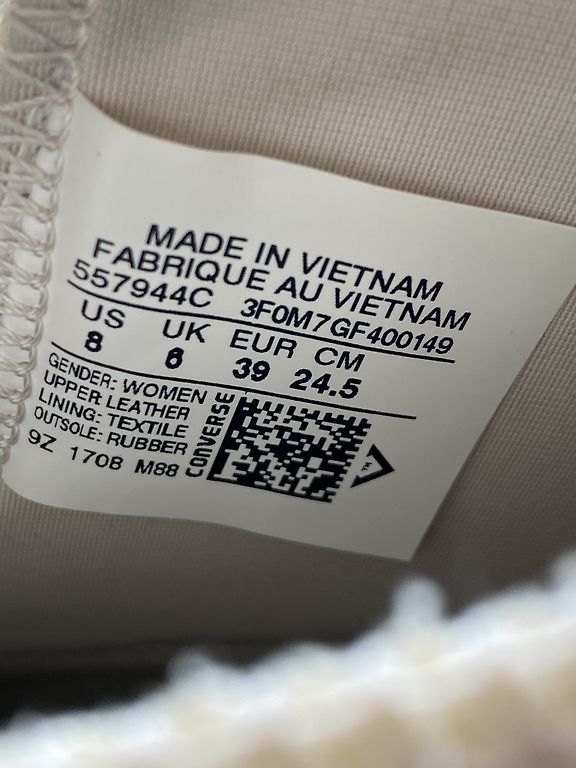 MADE IN VIETNAM
FABRIQUE AU VIETNAM
557944C 3F0M7GF400149
US UK EUR CM
8 6 39 24.5
GENDER: WOMEN
UPPER LEATHER
LINING: TEXTILE
OUTSOLE: RUBBER
9Z 1708 M88
CONVERSE
TM